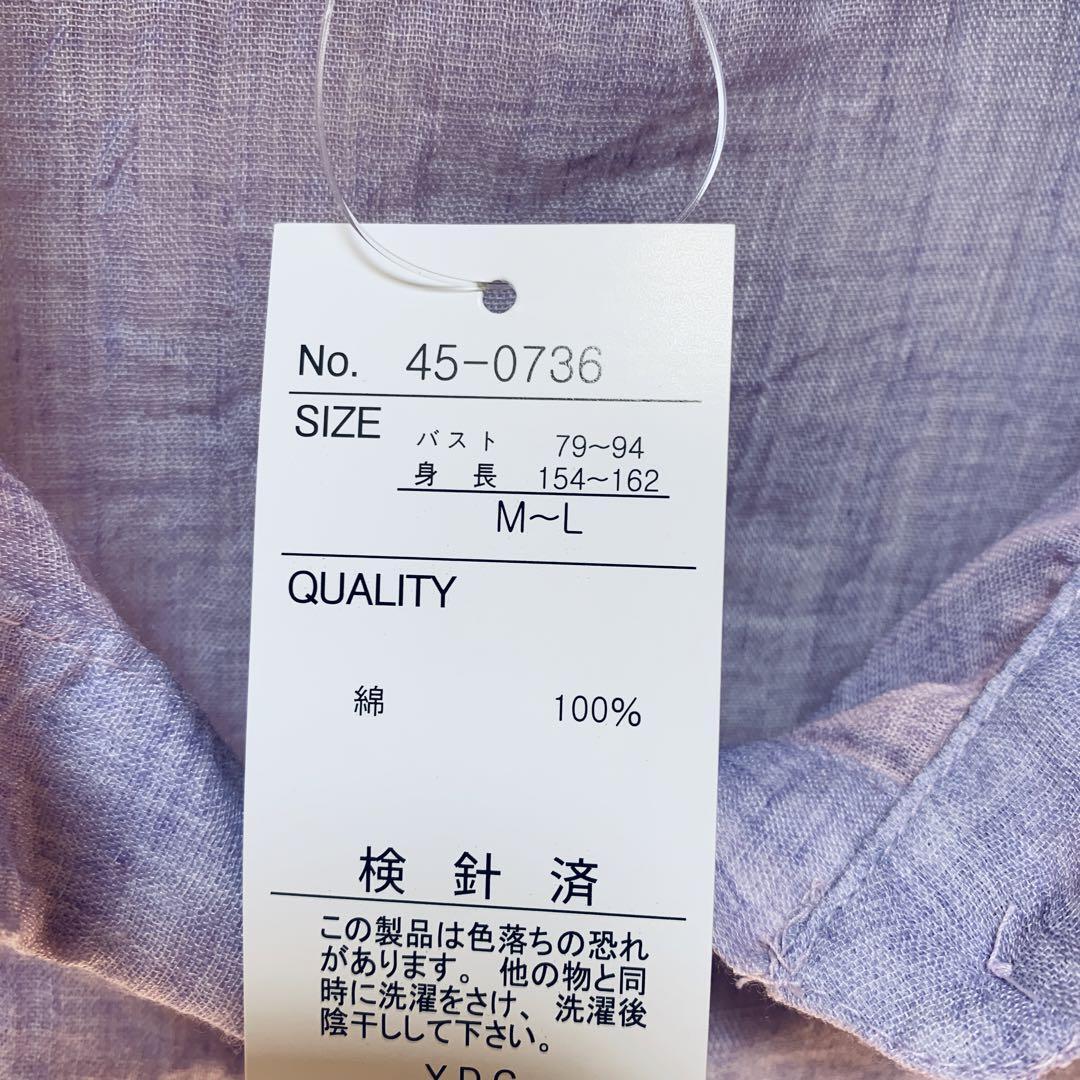 No. 45-0736
SIZE バスト 79~94
身長 154~162
M~L
QUALITY
綿 100%
検針済
この製品は色落ちの恐れ
があります。他の物と同
時に洗濯をさけ、洗濯後
陰干しして下さい。